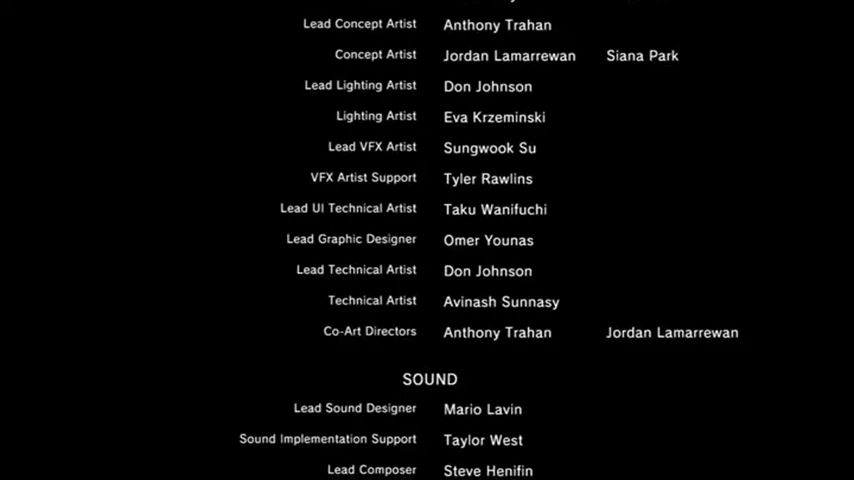 Lead Concept Artist Anthony Trahan
Concept Artist Jordan Lamarrewan Siana Park
Lead Lighting Artist Don Johnson
Lighting Artist Eva Krzeminski
Lead VFX Artist Sungwook Su
VFX Artist Support Tyler Rawlins
Lead UI Technical Artist Taku Wanifuchi
Lead Graphic Designer Omer Younas
Lead Technical Artist Don Johnson
Technical Artist Avinash Sunnasy
Co-Art Directors Anthony Trahan Jordan Lamarrewan
SOUND
Lead Sound Designer Mario Lavin
Sound Implementation Support Taylor West
Lead Composer Steve Henifin